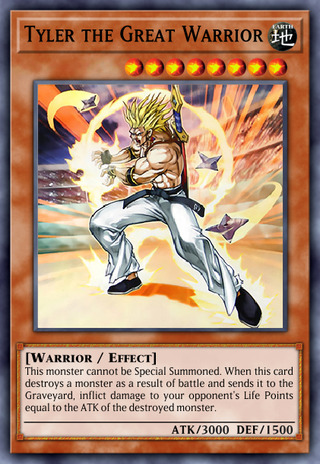 TYLER THE GREAT WARRIOR
EARTH
地
[WARRIOR / EFFECT]
This monster cannot be Special Summoned. When this card
destroys a monster as a result of battle and sends it to the
Graveyard, inflict damage to your opponent's Life Points
equal to the ATK of the destroyed monster.
ATK/3000 DEF/1500